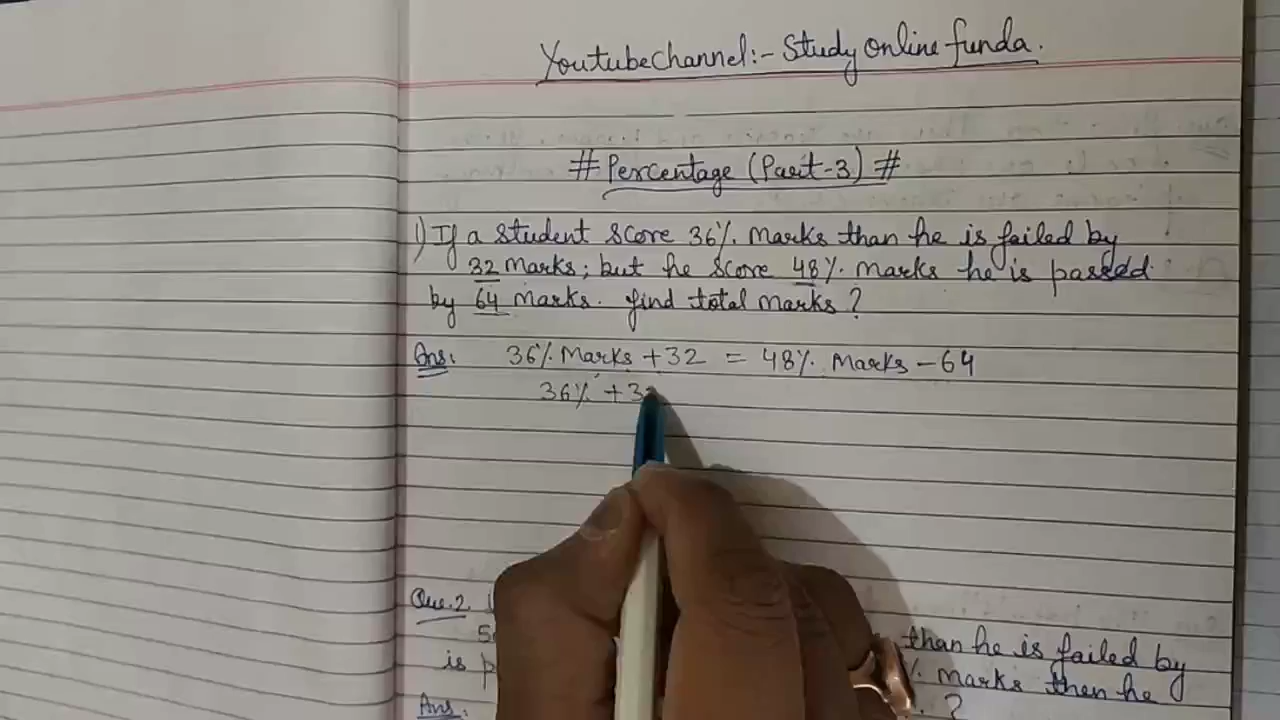 Youtube channel:- Study Online funda.
# Percentage (Part-3) #
1) If a student score 36% marks than he is failed by
32 marks; but he score 48% marks he is passed
by 64 marks. find total marks?
Ans: 36% Marks + 32 = 48% Marks - 64
36% + 3
Que.2
than he is failed by
is % marks then he
Ans. ?